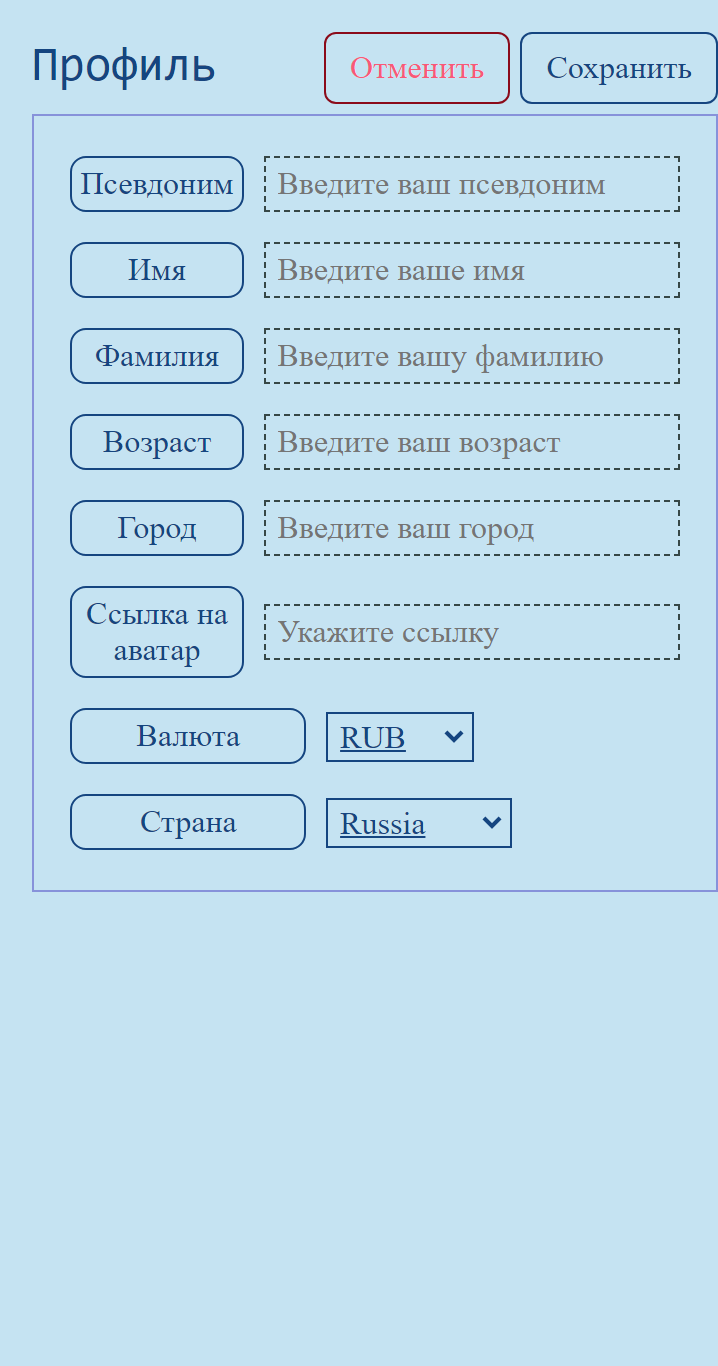 Профиль
Отменить
Сохранить
Псевдоним
Введите ваш псевдоним
Имя
Введите ваше имя
Фамилия
Введите вашу фамилию
Возраст
Введите ваш возраст
Город
Введите ваш город
Ссылка на
аватар
Укажите ссылку
Валюта
RUB
Страна
Russia